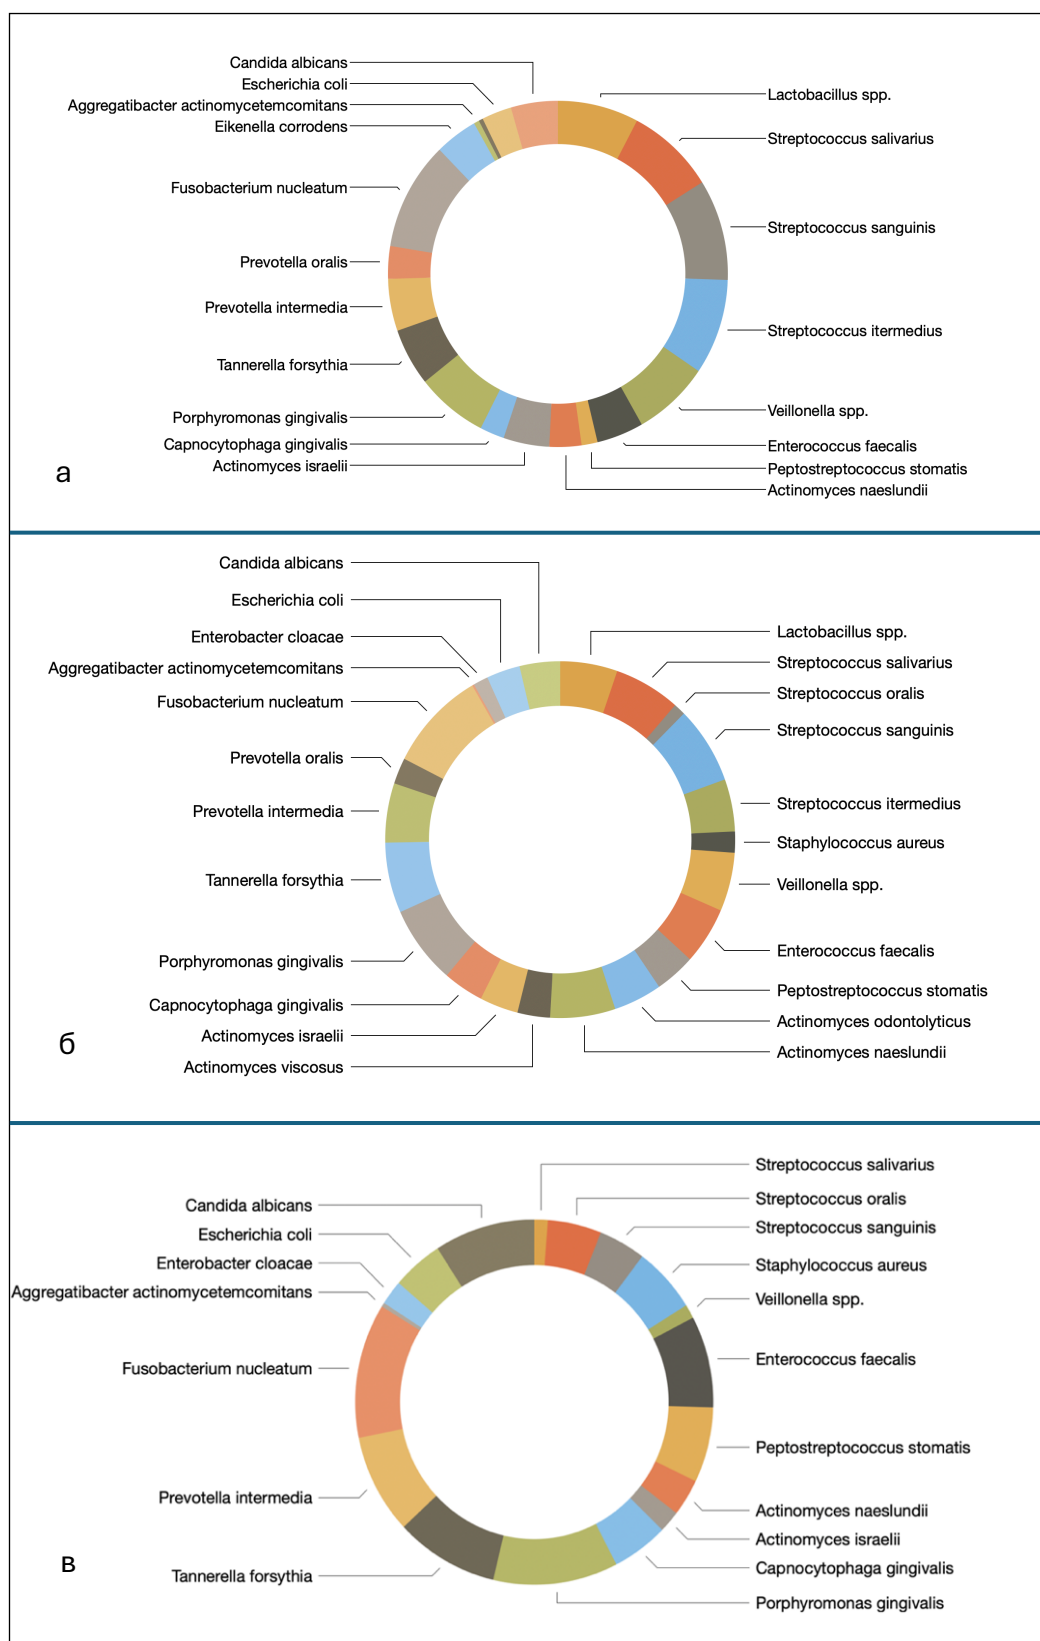 Candida albicans
Escherichia coli
Aggregatibacter actinomycetemcomitans
Eikenella corrodens
Fusobacterium nucleatum
Prevotella oralis
Prevotella intermedia
Tannerella forsythia
Porphyromonas gingivalis
Capnocytophaga gingivalis
Actinomyces israelii
Lactobacillus spp.
Streptococcus salivarius
Streptococcus sanguinis
Streptococcus itermedius
Veillonella spp.
Enterococcus faecalis
Peptostreptococcus stomatis
Actinomyces naeslundii
а
Candida albicans
Escherichia coli
Enterobacter cloacae
Aggregatibacter actinomycetemcomitans
Fusobacterium nucleatum
Prevotella oralis
Prevotella intermedia
Tannerella forsythia
Porphyromonas gingivalis
Capnocytophaga gingivalis
Actinomyces israelii
Actinomyces viscosus
Lactobacillus spp.
Streptococcus salivarius
Streptococcus oralis
Streptococcus sanguinis
Streptococcus itermedius
Staphylococcus aureus
Veillonella spp.
Enterococcus faecalis
Peptostreptococcus stomatis
Actinomyces odontolyticus
Actinomyces naeslundii
б
Candida albicans
Escherichia coli
Enterobacter cloacae
Aggregatibacter actinomycetemcomitans
Fusobacterium nucleatum
Prevotella intermedia
Tannerella forsythia
Streptococcus salivarius
Streptococcus oralis
Streptococcus sanguinis
Staphylococcus aureus
Veillonella spp.
Enterococcus faecalis
Peptostreptococcus stomatis
Actinomyces naeslundii
Actinomyces israelii
Capnocytophaga gingivalis
Porphyromonas gingivalis
в